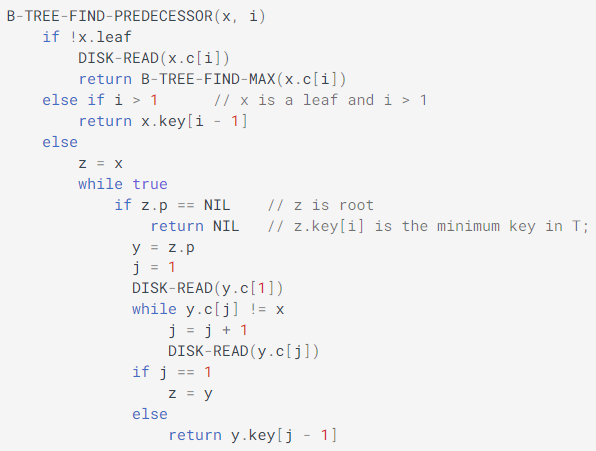 B-TREE-FIND-PREDECESSOR(x, i)
    if !x.leaf
        DISK-READ(x.c[i])
        return B-TREE-FIND-MAX(x.c[i])
    else if i > 1      // x is a leaf and i > 1
        return x.key[i - 1]
    else
        z = x
        while true
            if z.p == NIL    // z is root
                return NIL   // z.key[i] is the minimum key in T;
              y = z.p
              j = 1
              DISK-READ(y.c[1])
              while y.c[j] != x
                  j = j + 1
                  DISK-READ(y.c[j])
              if j == 1
                  z = y
              else
                  return y.key[j - 1]